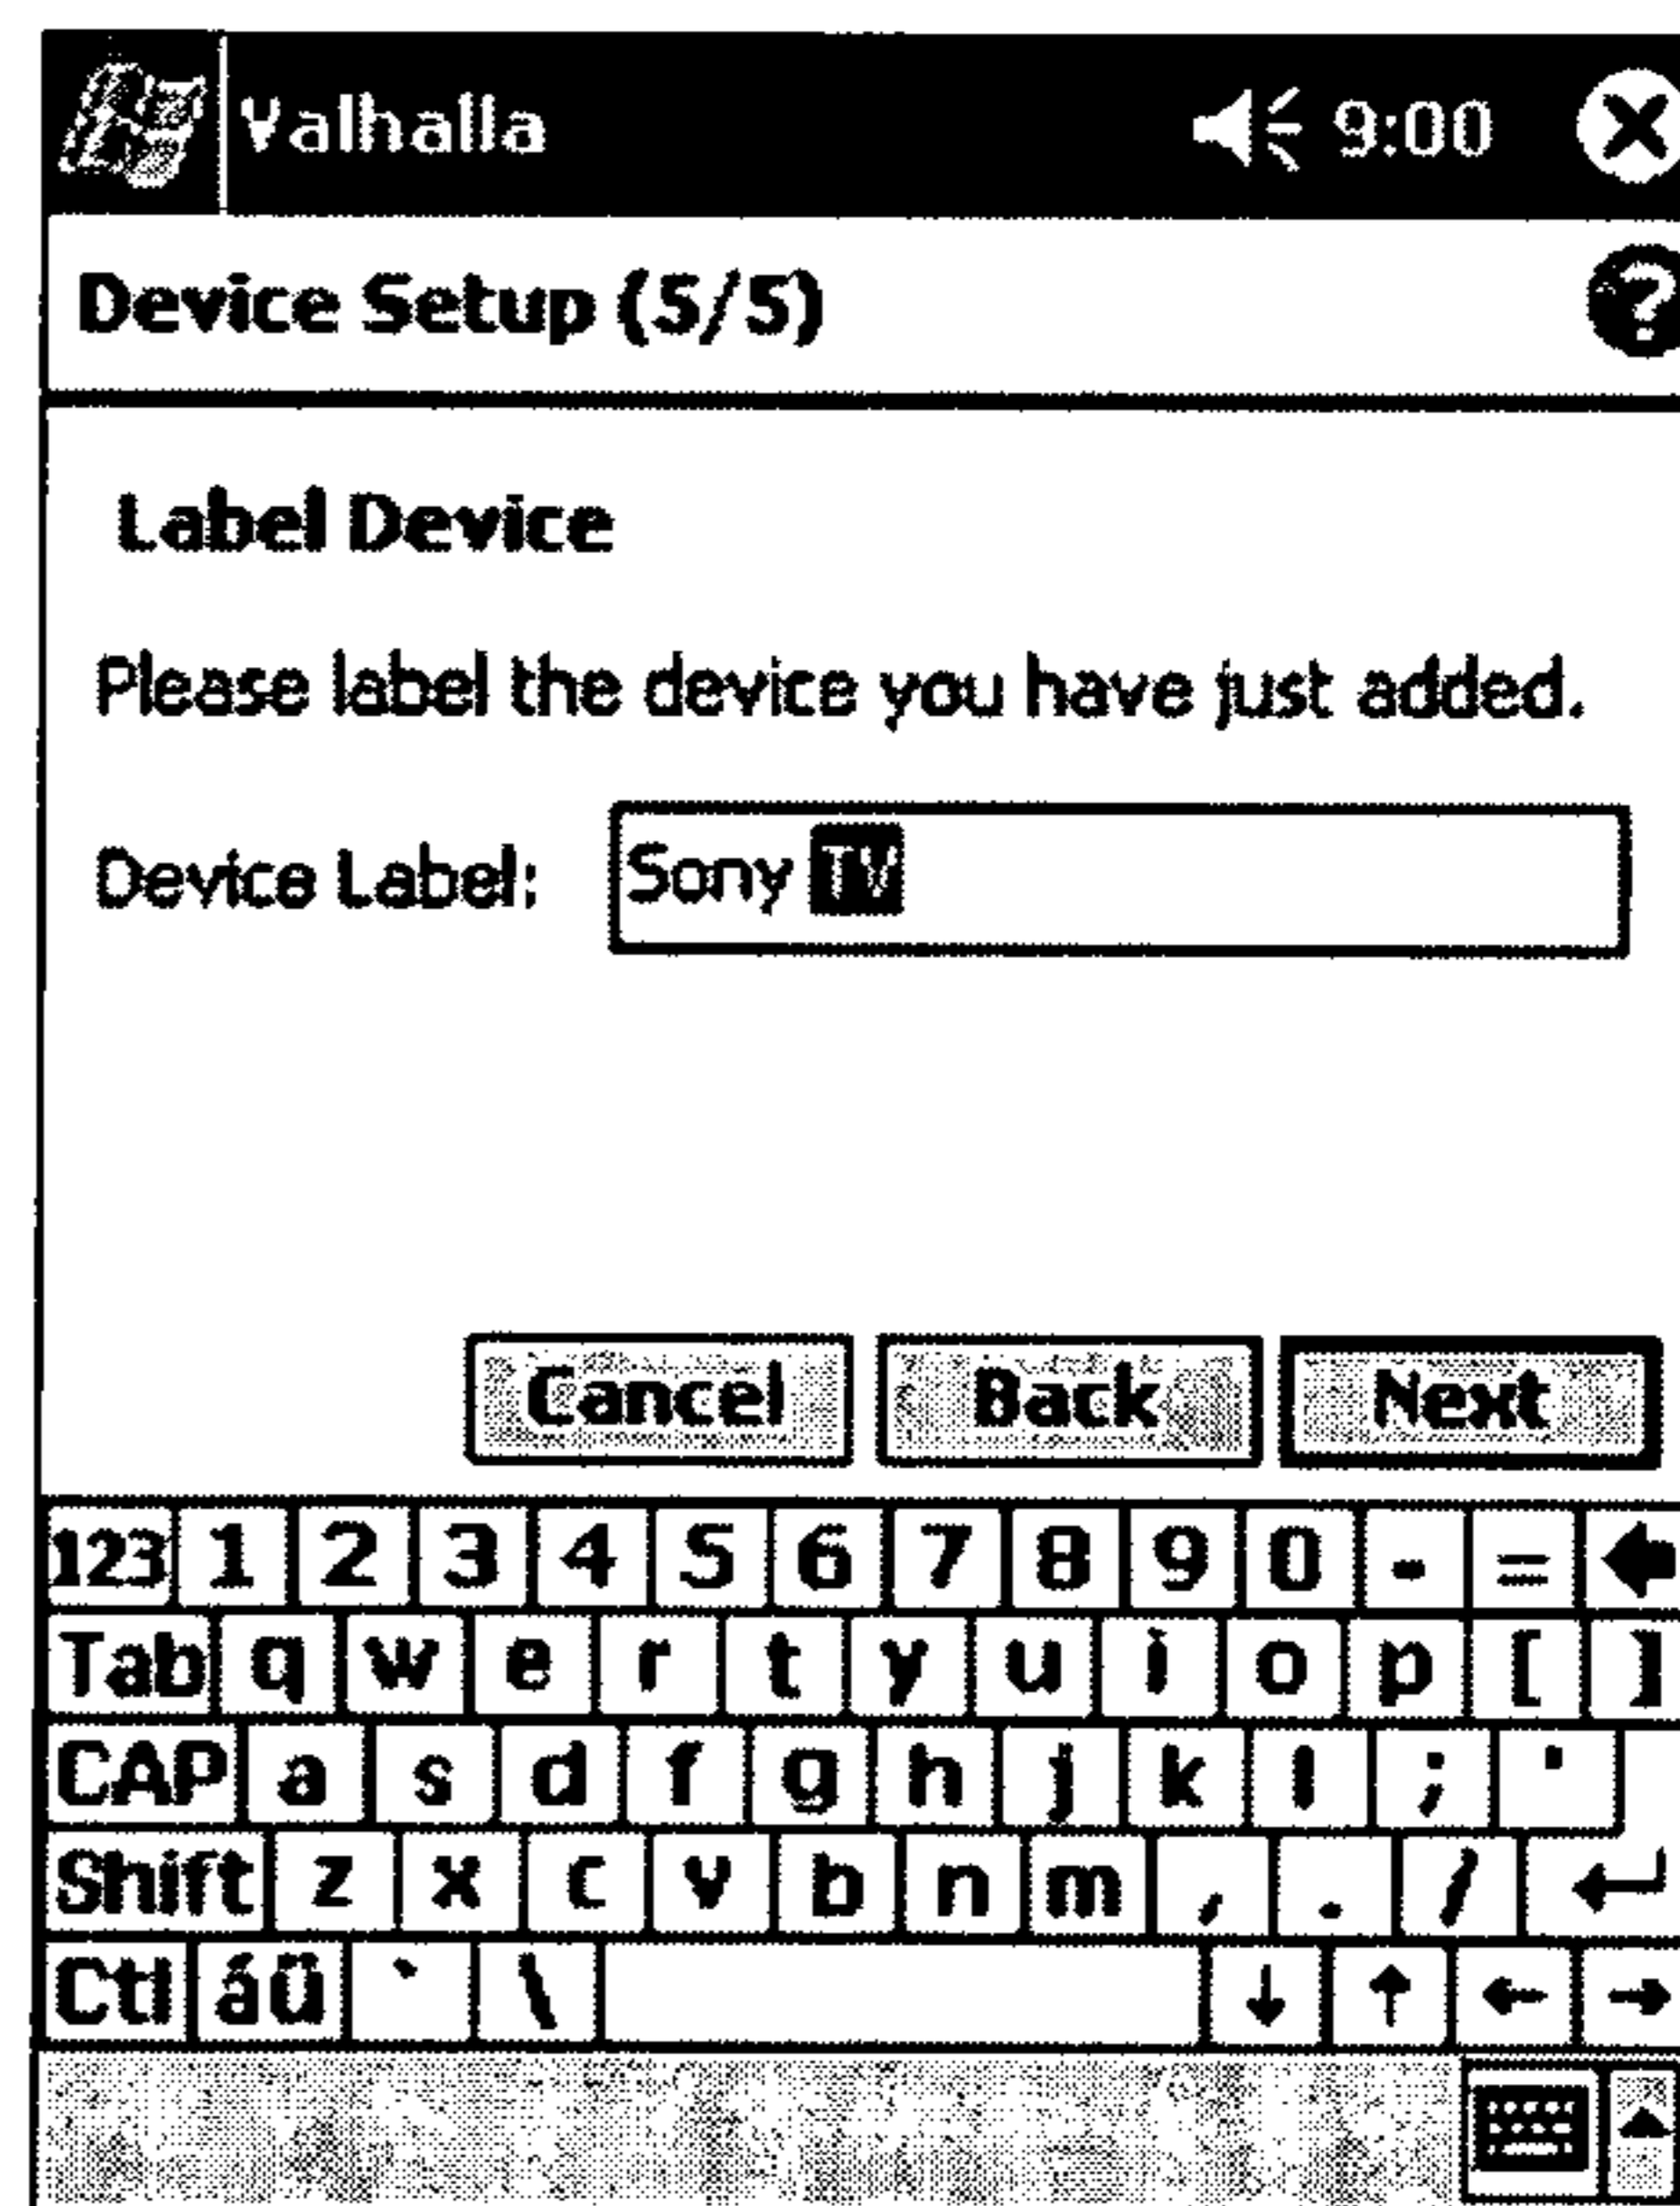 Valhalla 9:00
Device Setup (5/5) ?
Label Device
Please label the device you have just added.
Device Label: Sony TV
Cancel Back Next
123 1 2 3 4 5 6 7 8 9 0 - =
Tab q w e r t y u i o p [ ]
CAP a s d f g h j k l ; '
Shift z x c v b n m , . /
Ctl áü ` \